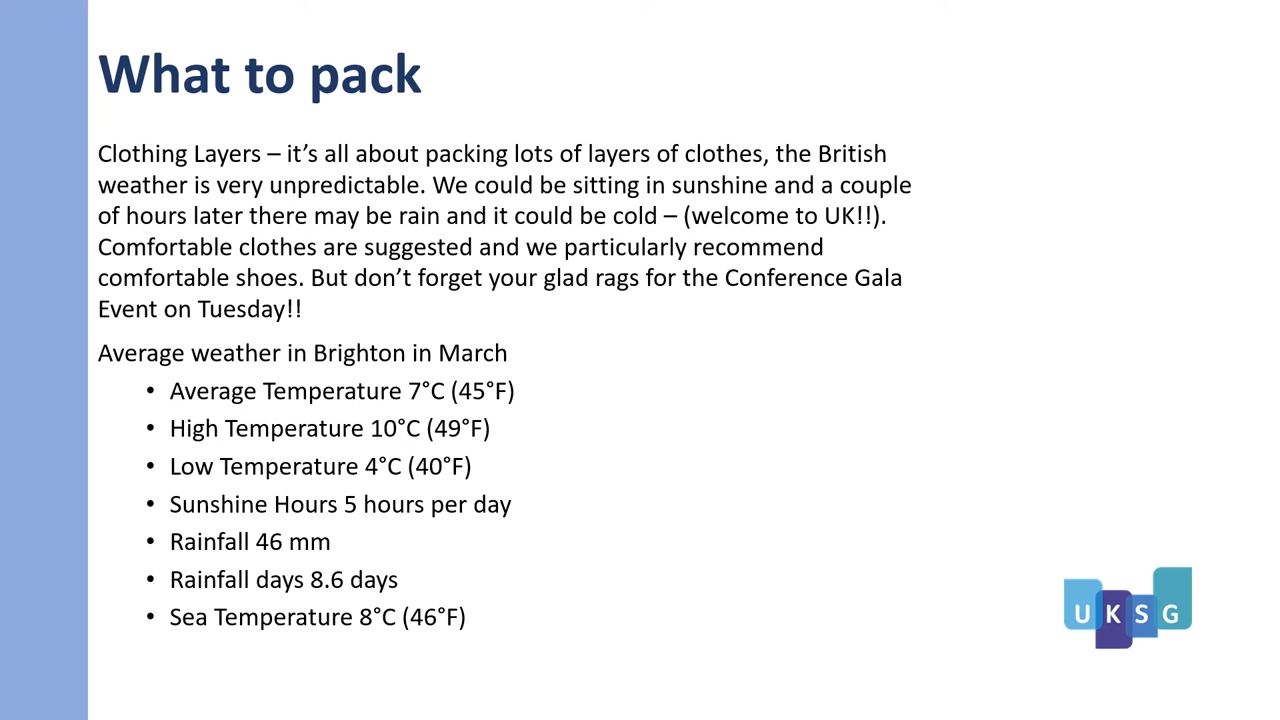 What to pack
Clothing Layers – it’s all about packing lots of layers of clothes, the British
weather is very unpredictable. We could be sitting in sunshine and a couple
of hours later there may be rain and it could be cold – (welcome to UK!!).
Comfortable clothes are suggested and we particularly recommend
comfortable shoes. But don’t forget your glad rags for the Conference Gala
Event on Tuesday!!
Average weather in Brighton in March
• Average Temperature 7°C (45°F)
• High Temperature 10°C (49°F)
• Low Temperature 4°C (40°F)
• Sunshine Hours 5 hours per day
• Rainfall 46 mm
• Rainfall days 8.6 days
• Sea Temperature 8°C (46°F)
UKSG